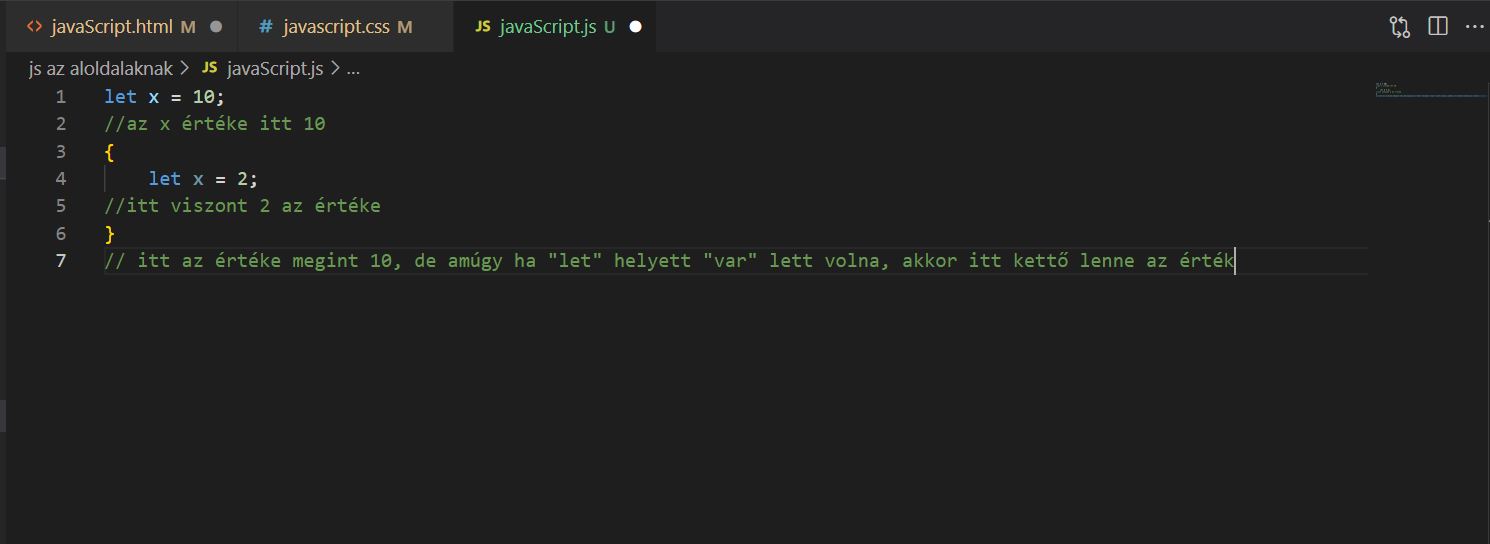 <> javaScript.html M
# javascript.css M
JS javaScript.js U
js az aloldalaknak > JS javaScript.js > ...
1 let x = 10;
2 //az x értéke itt 10
3 {
4 let x = 2;
5 //itt viszont 2 az értéke
6 }
7 // itt az értéke megint 10, de amúgy ha "let" helyett "var" lett volna, akkor itt kettő lenne az érték